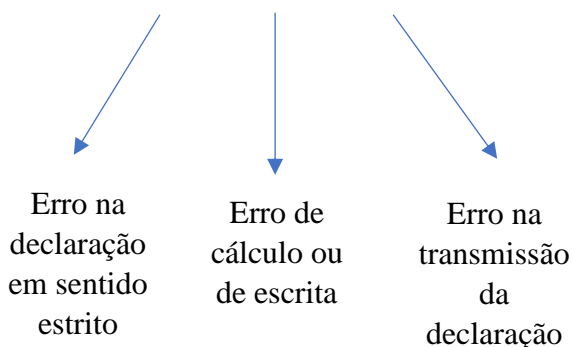 Erro na
declaração
em sentido
estrito
Erro de
cálculo ou
de escrita
Erro na
transmissão
da
declaração